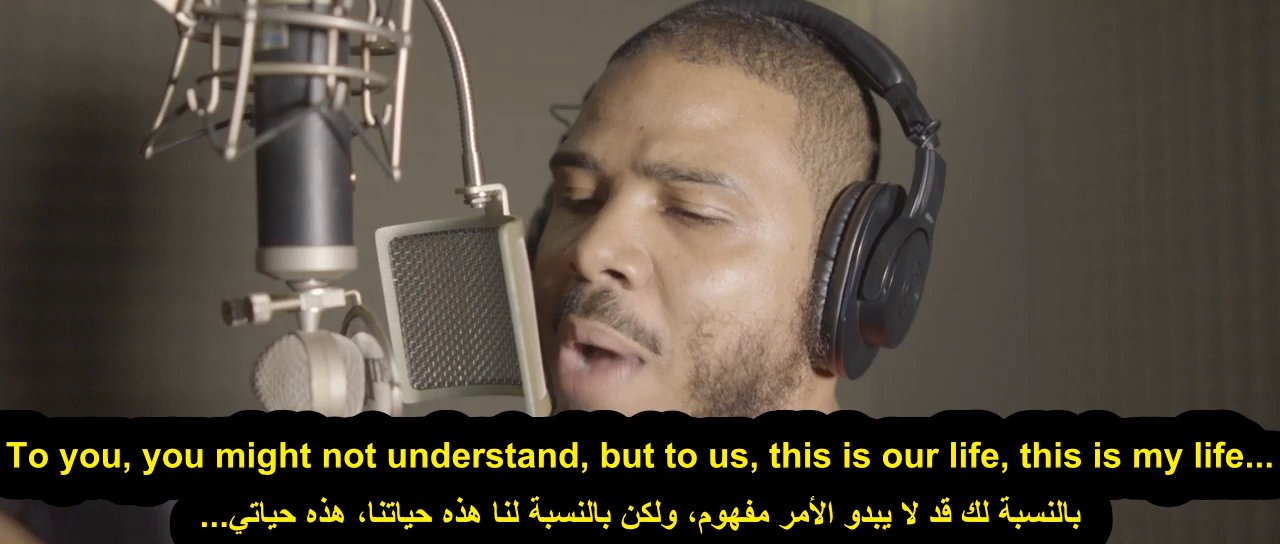 To you, you might not understand, but to us, this is our life, this is my life...
بالنسبة لك قد لا يبدو الأمر مفهوم، ولكن بالنسبة لنا هذه حياتنا، هذه حياتي...